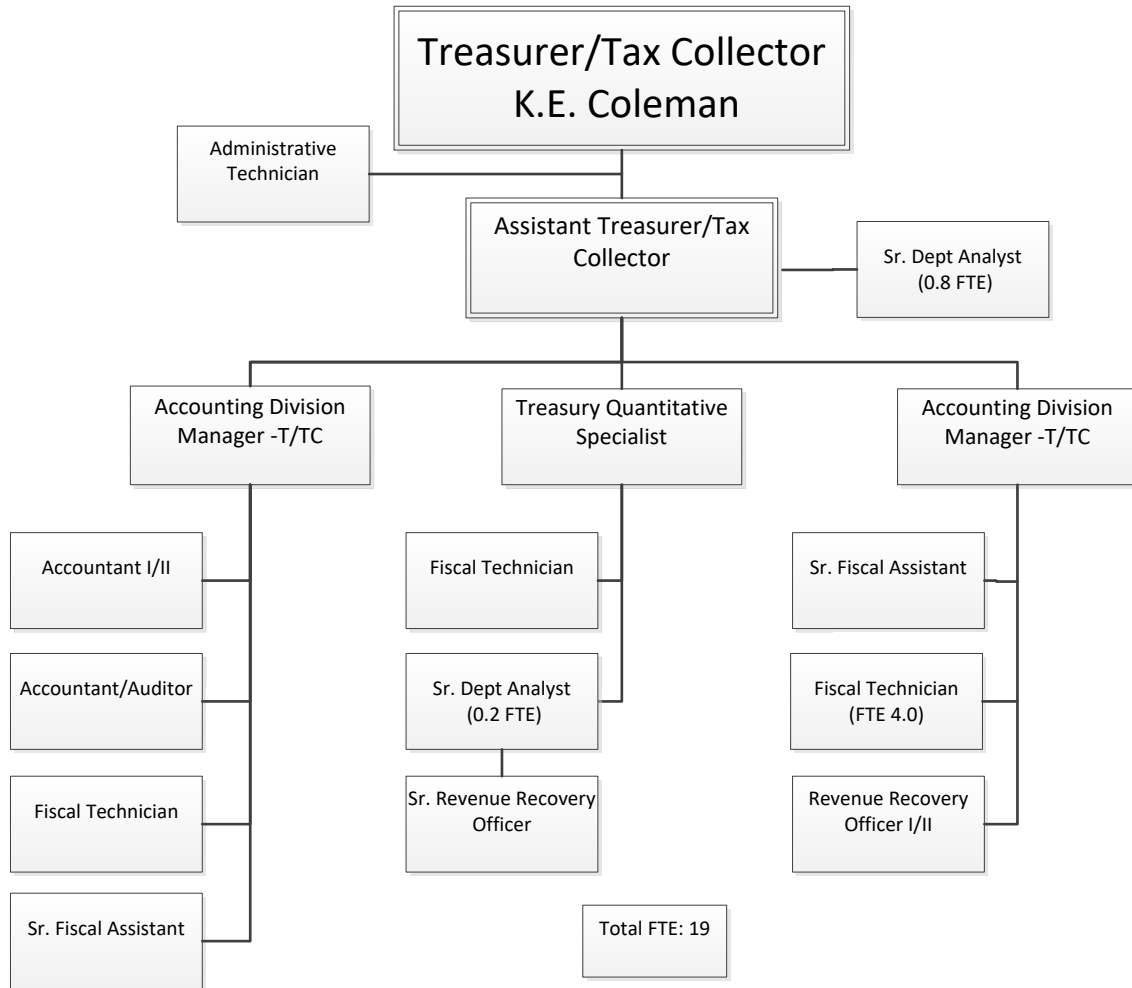 Treasurer/Tax Collector
K.E. Coleman
Administrative
Technician
Assistant Treasurer/Tax
Collector
Sr. Dept Analyst
(0.8 FTE)
Accounting Division
Manager -T/TC
Treasury Quantitative
Specialist
Accounting Division
Manager -T/TC
Accountant I/II
Accountant/Auditor
Fiscal Technician
Sr. Fiscal Assistant
Fiscal Technician
Sr. Dept Analyst
(0.2 FTE)
Sr. Revenue Recovery
Officer
Sr. Fiscal Assistant
Fiscal Technician
(FTE 4.0)
Revenue Recovery
Officer I/II
Total FTE: 19